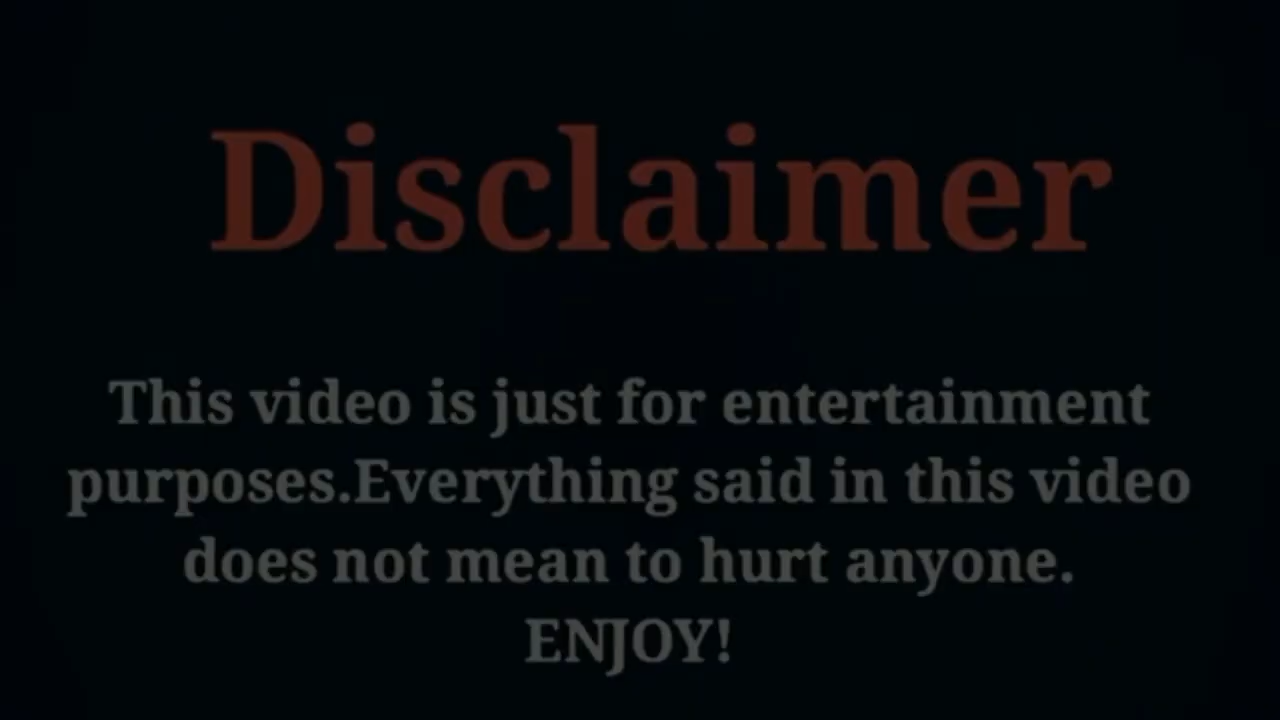 Disclaimer
This video is just for entertainment
purposes.Everything said in this video
does not mean to hurt anyone.
ENJOY!